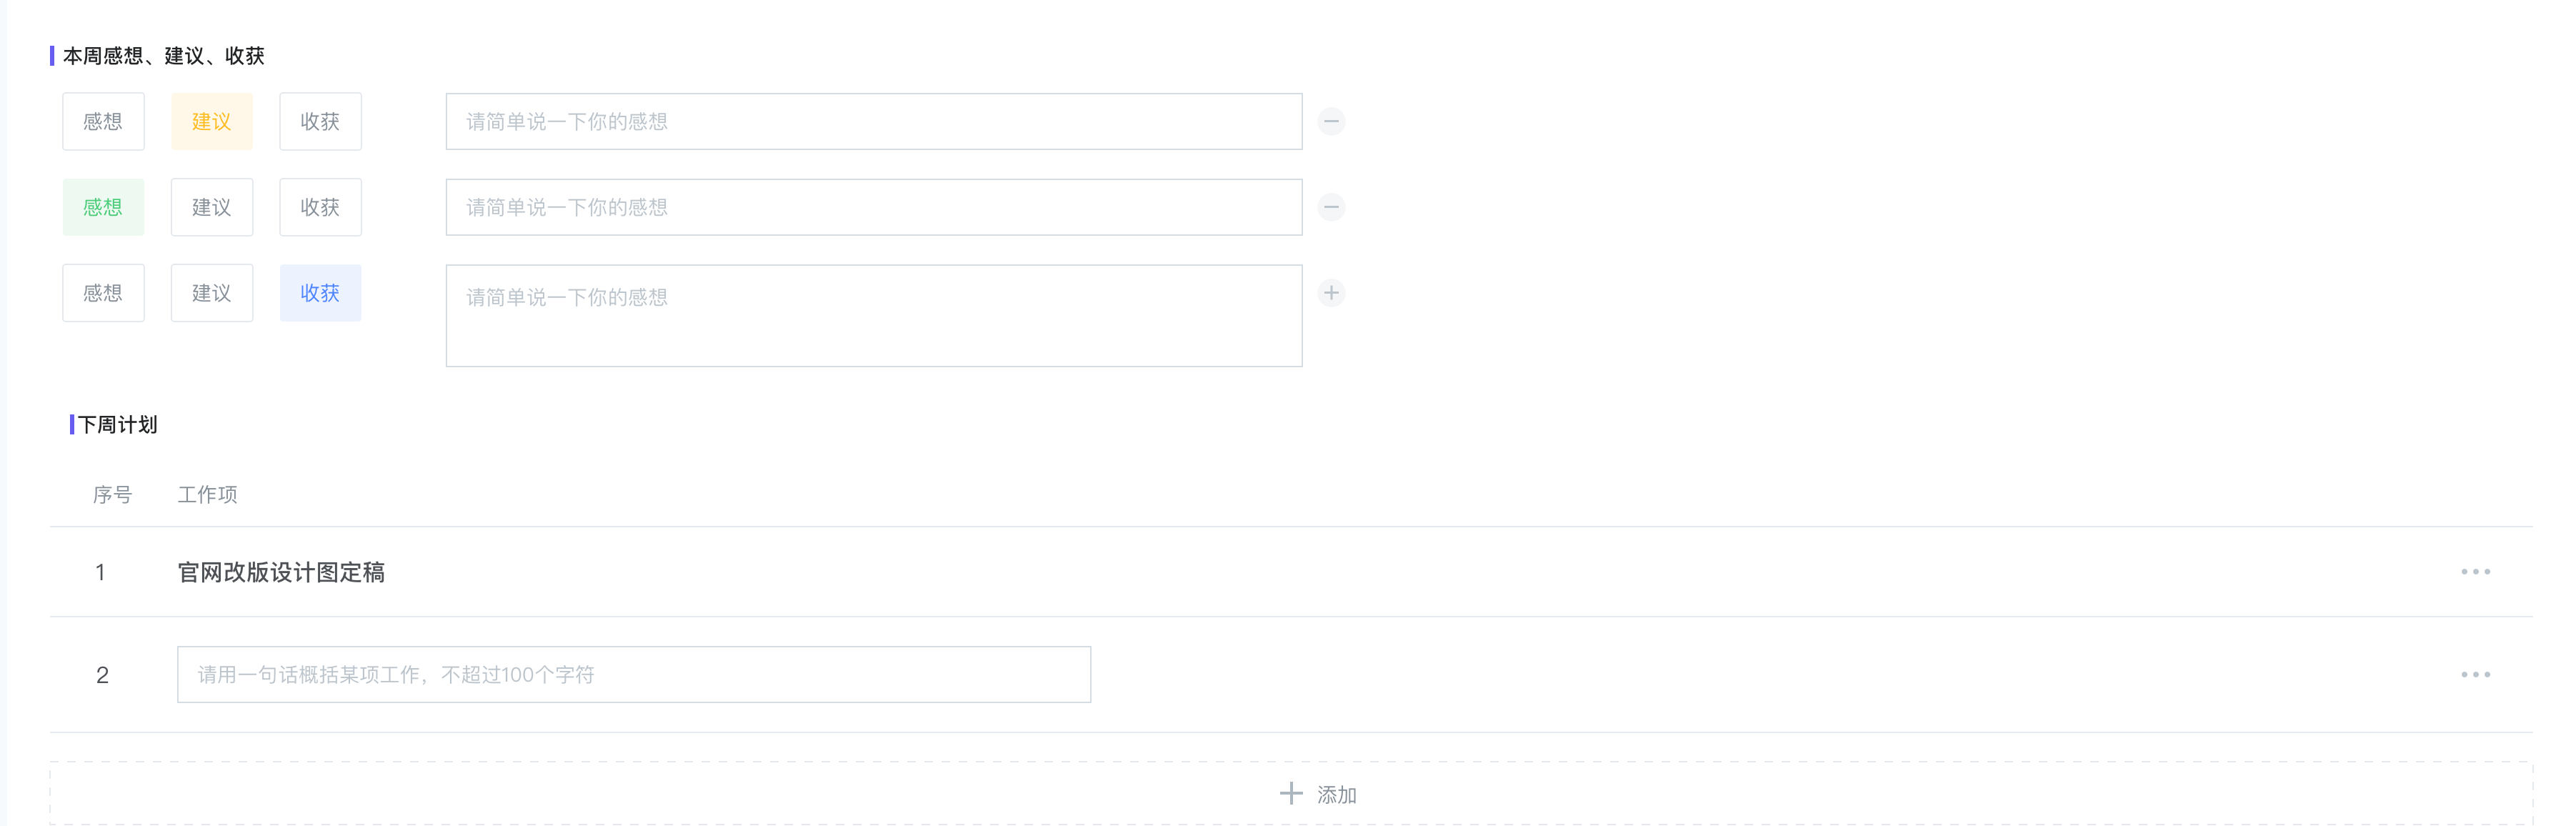 本周感想、建议、收获
感想 建议 收获 请简单说一下你的感想
感想 建议 收获 请简单说一下你的感想
感想 建议 收获 请简单说一下你的感想
下周计划
序号 工作项
1 官网改版设计图定稿
2 请用一句话概括某项工作，不超过100个字符
添加